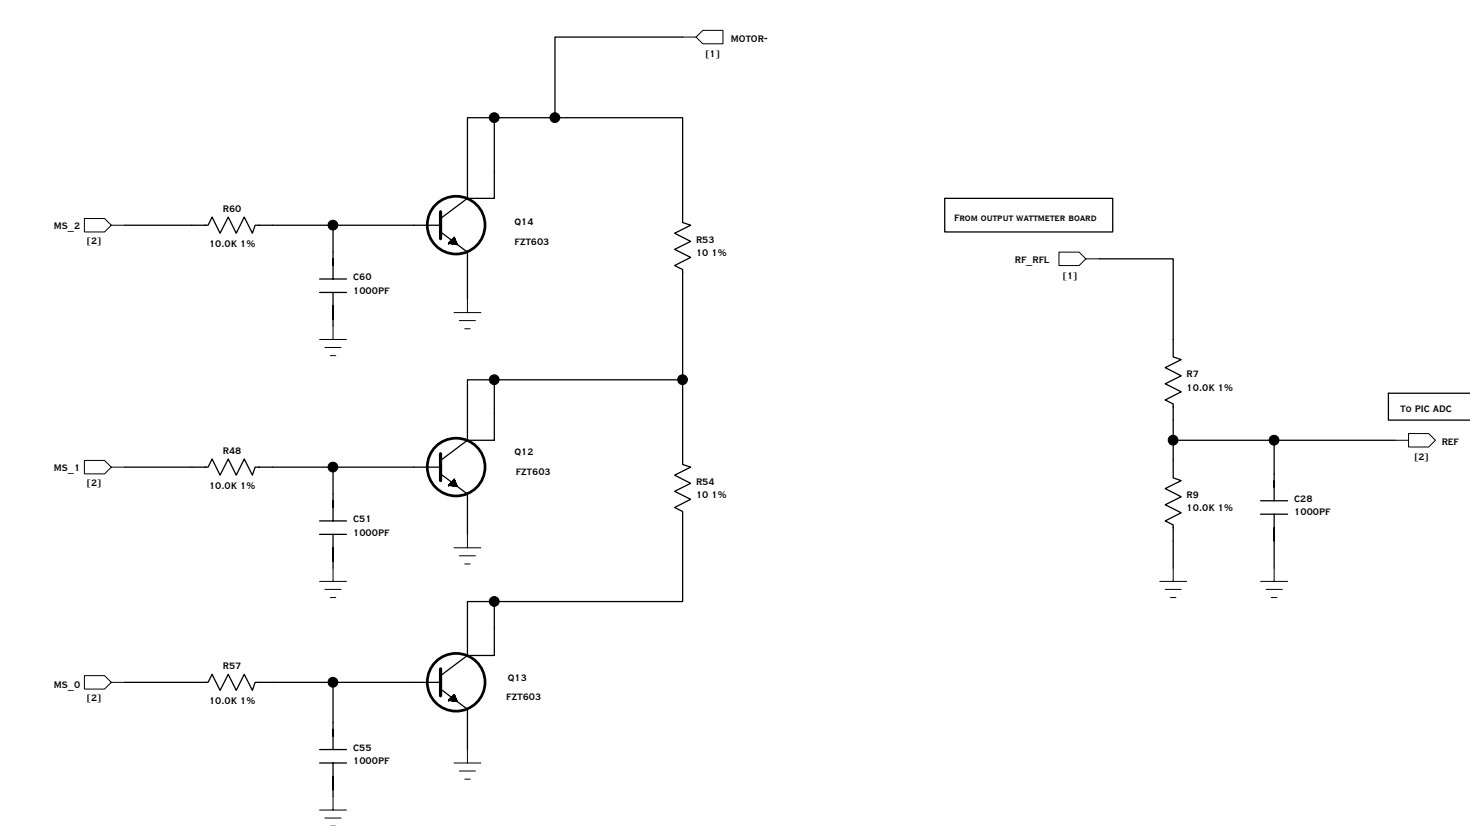 MOTOR-
[1]
MS_2
[2]
R60
10.0K 1%
C60
1000PF
Q14
FZT603
R53
10 1%
MS_1
[2]
R48
10.0K 1%
C51
1000PF
Q12
FZT603
R54
10 1%
MS_0
[2]
R57
10.0K 1%
C55
1000PF
Q13
FZT603
FROM OUTPUT WATTMETER BOARD
RF_RFL
[1]
R7
10.0K 1%
TO PIC ADC
REF
[2]
R9
10.0K 1%
C28
1000PF